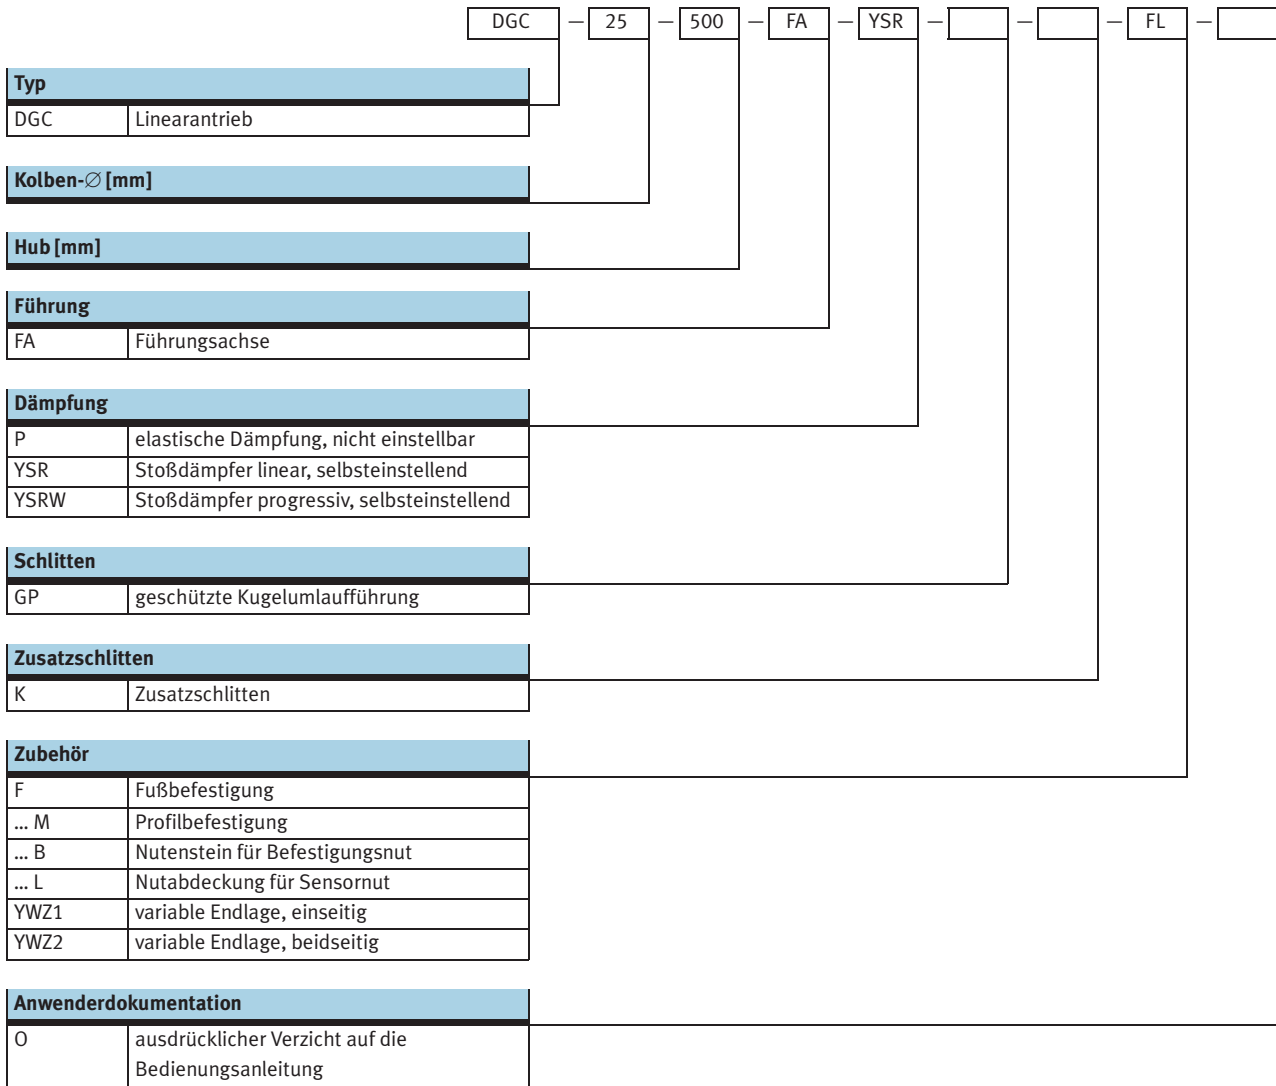 DGC — 25 — 500 — FA — YSR — — — FL —
Typ
DGC Linearantrieb
Kolben-∅ [mm]
Hub [mm]
Führung
FA Führungsachse
Dämpfung
P elastische Dämpfung, nicht einstellbar
YSR Stoßdämpfer linear, selbsteinstellend
YSRW Stoßdämpfer progressiv, selbsteinstellend
Schlitten
GP geschützte Kugelumlaufführung
Zusatzschlitten
K Zusatzschlitten
Zubehör
F Fußbefestigung
... M Profilbefestigung
... B Nutenstein für Befestigungsnut
... L Nutabdeckung für Sensornut
YWZ1 variable Endlage, einseitig
YWZ2 variable Endlage, beidseitig
Anwenderdokumentation
O ausdrücklicher Verzicht auf die
Bedienungsanleitung